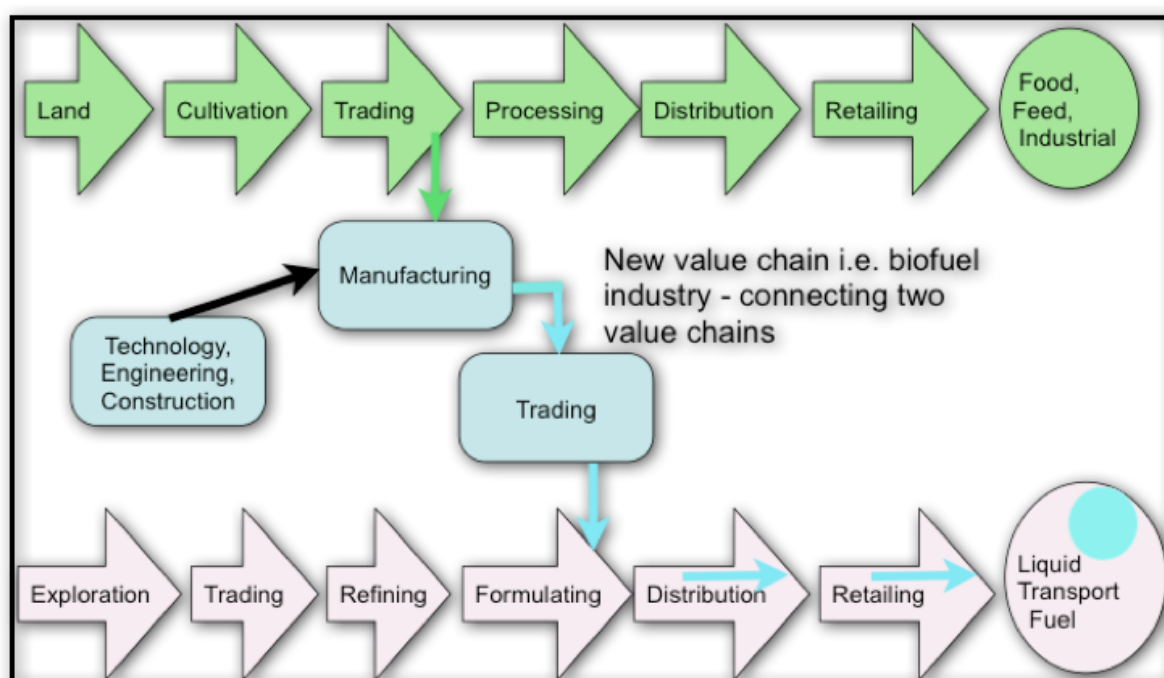 Land
Cultivation
Trading
Processing
Distribution
Retailing
Food,
Feed,
Industrial
Manufacturing
New value chain i.e. biofuel
industry - connecting two
value chains
Technology,
Engineering,
Construction
Trading
Exploration
Trading
Refining
Formulating
Distribution
Retailing
Liquid
Transport
Fuel